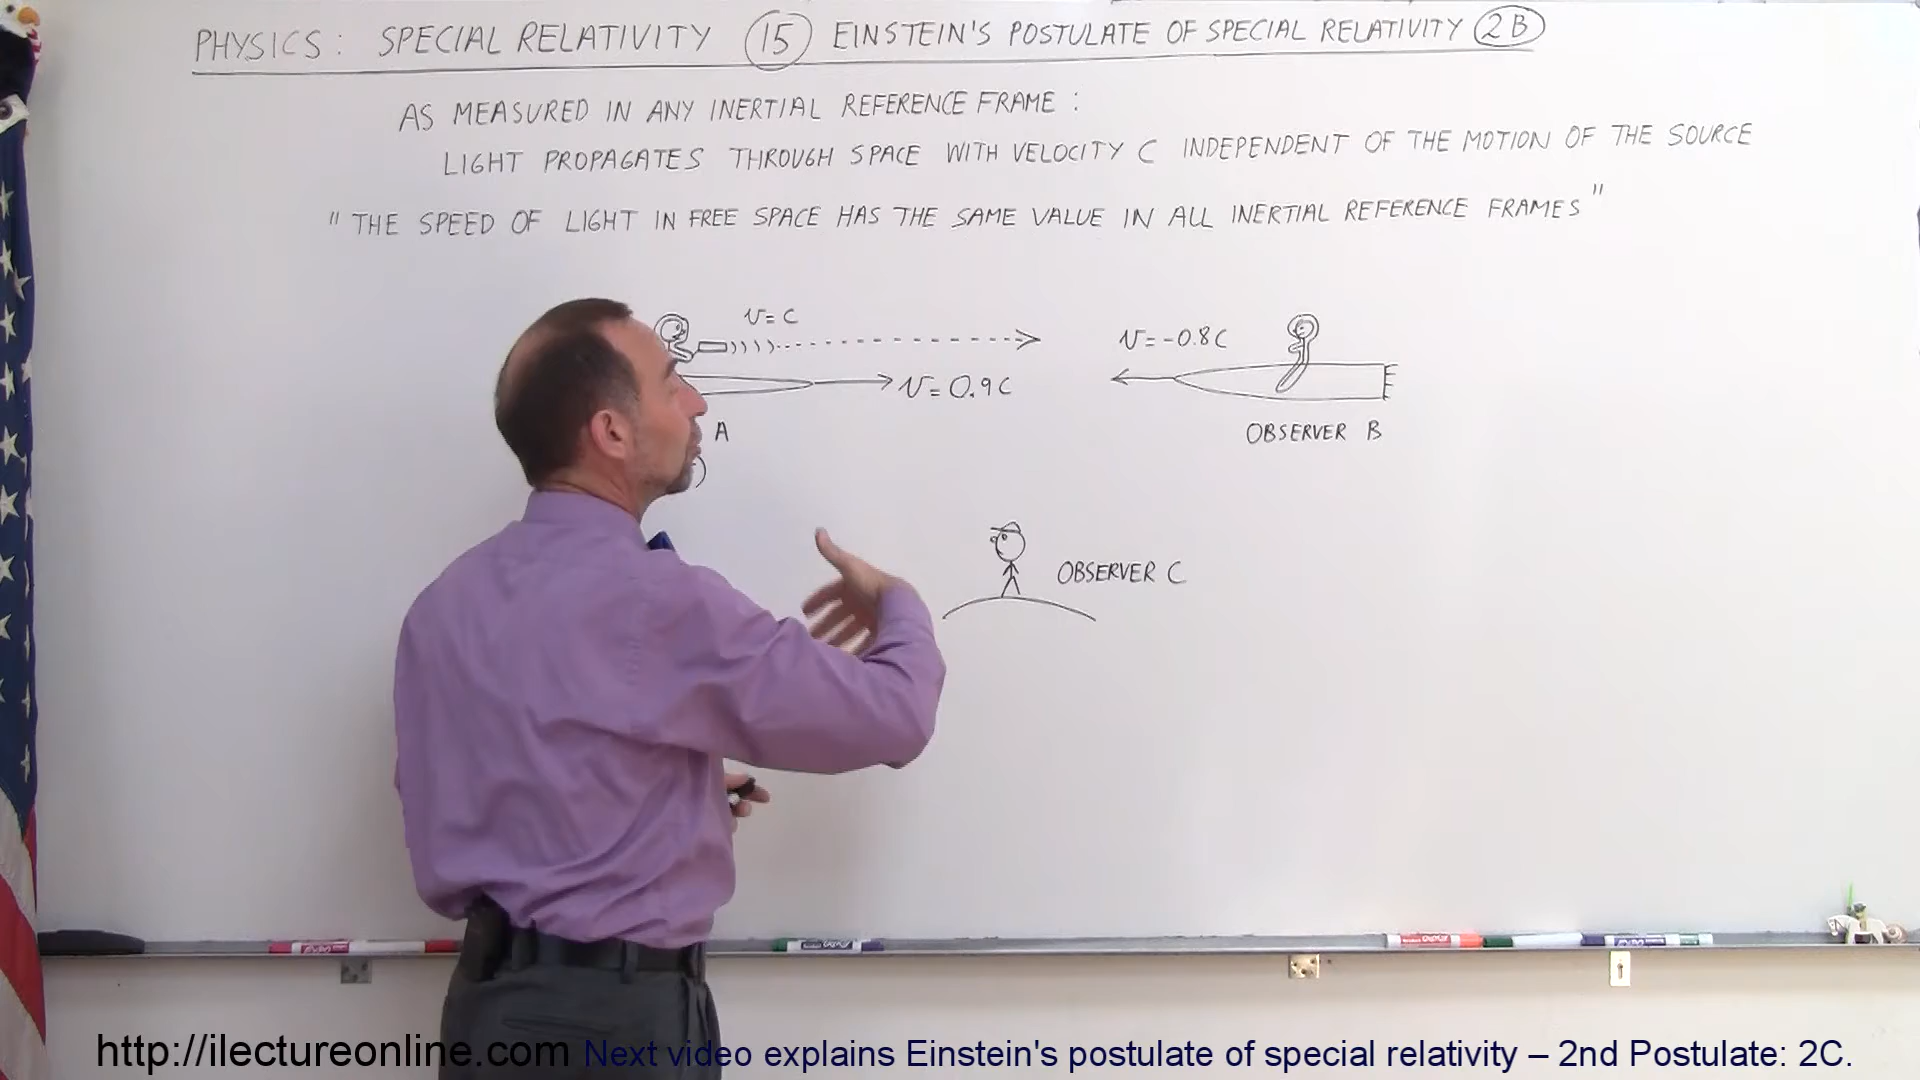 PHYSICS: SPECIAL RELATIVITY 15 EINSTEIN'S POSTULATE OF SPECIAL RELATIVITY 2B
AS MEASURED IN ANY INERTIAL REFERENCE FRAME:
LIGHT PROPAGATES THROUGH SPACE WITH VELOCITY C INDEPENDENT OF THE MOTION OF THE SOURCE
"THE SPEED OF LIGHT IN FREE SPACE HAS THE SAME VALUE IN ALL INERTIAL REFERENCE FRAMES"
v=c
v=-0.8c
v=0.9c
A
OBSERVER B
OBSERVER C
http://ilectureonline.com Next video explains Einstein's postulate of special relativity – 2nd Postulate: 2C.